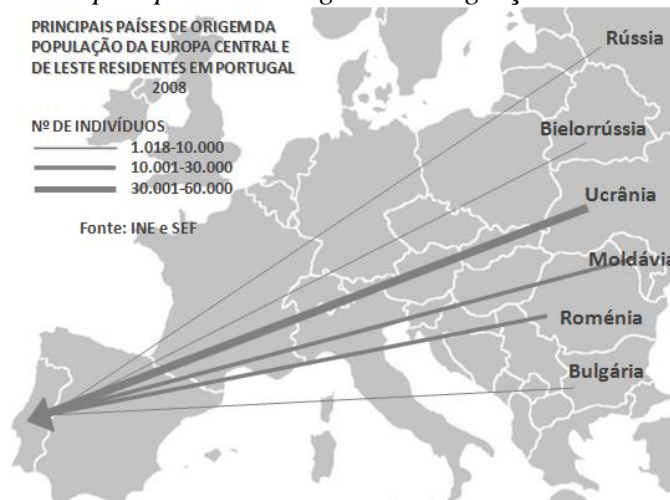 PRINCIPAIS PAÍSES DE ORIGEM DA
POPULAÇÃO DA EUROPA CENTRAL E
DE LESTE RESIDENTES EM PORTUGAL
2008
Nº DE INDIVÍDUOS
1.018-10.000
10.001-30.000
30.001-60.000
Fonte: INE e SEF
Rússia
Bielorrússia
Ucrânia
Moldávia
Roménia
Bulgária